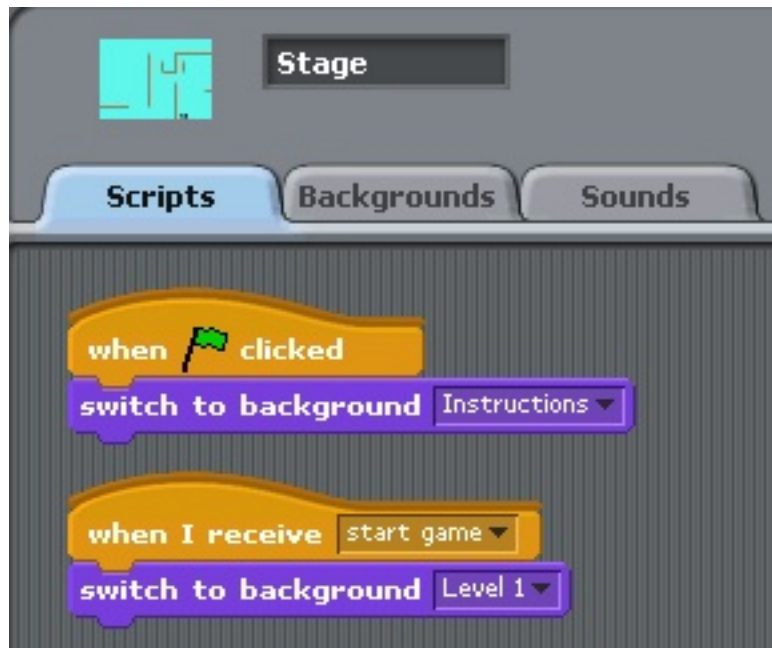 Stage
Scripts Backgrounds Sounds
when clicked
switch to background Instructions
when I receive start game
switch to background Level 1